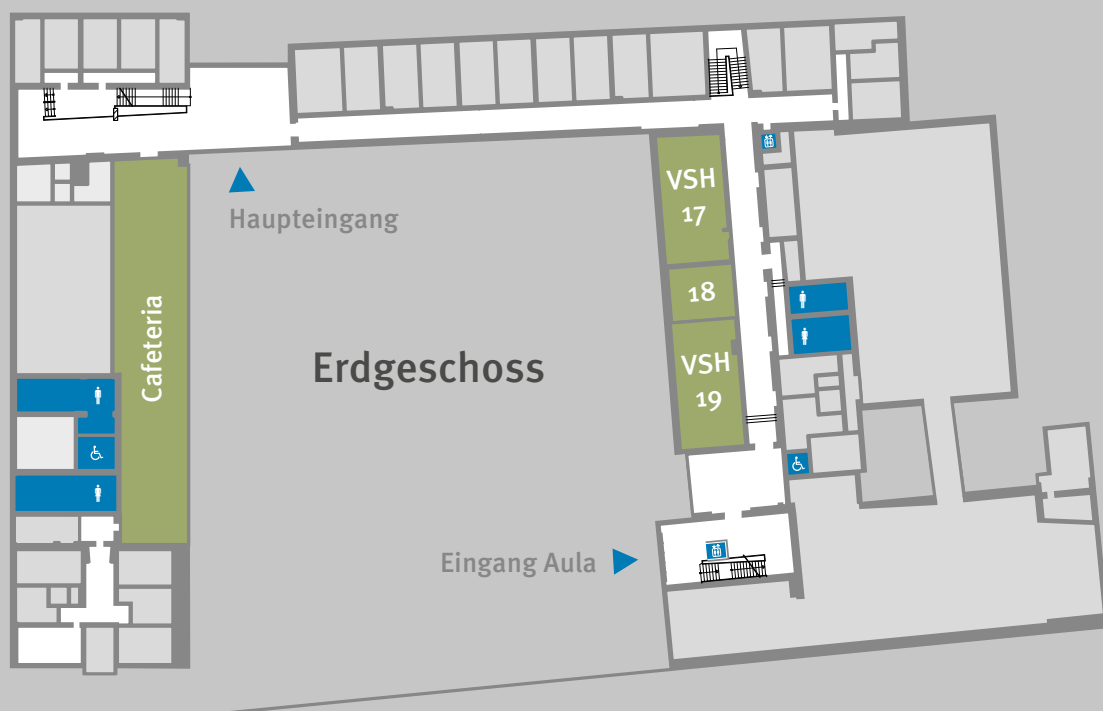 VSH
17
Haupteingang
18
Cafeteria
Erdgeschoss
VSH
19
Eingang Aula